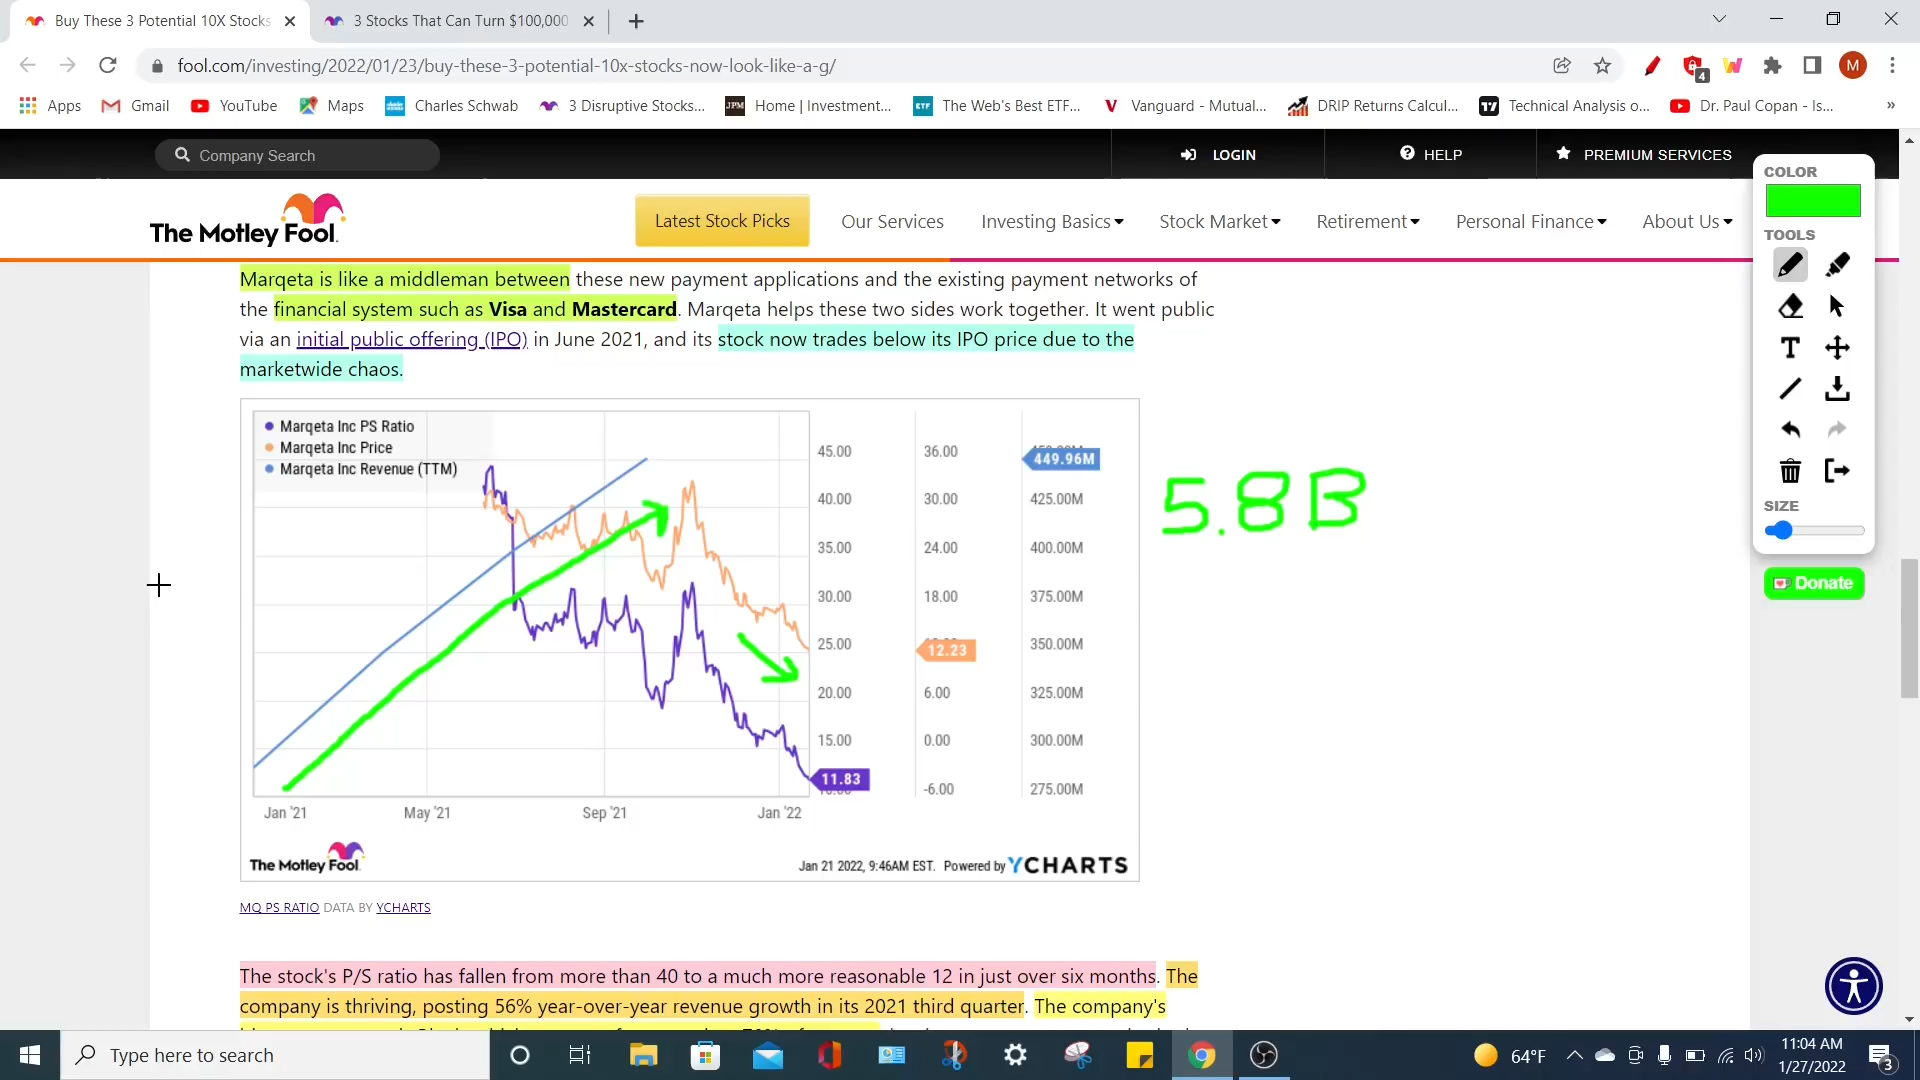 Buy These 3 Potential 10X Stocks
3 Stocks That Can Turn $100,000
fool.com/investing/2022/01/23/buy-these-3-potential-10x-stocks-now-look-like-a-g/
4
M
Apps
Gmail
YouTube
Maps
Charles Schwab
3 Disruptive Stocks...
JPM Home | Investment...
ETF The Web's Best ETF...
Vanguard - Mutual...
DRIP Returns Calcul...
Technical Analysis o...
Dr. Paul Copan - Is...
»
Company Search
LOGIN
HELP
PREMIUM SERVICES
The Motley Fool.
Latest Stock Picks
Our Services
Investing Basics
Stock Market
Retirement
Personal Finance
About Us
COLOR
TOOLS
T
SIZE
Donate
Marqeta is like a middleman between these new payment applications and the existing payment networks of
the financial system such as Visa and Mastercard. Marqeta helps these two sides work together. It went public
via an initial public offering (IPO) in June 2021, and its stock now trades below its IPO price due to the
marketwide chaos.
Marqeta Inc PS Ratio
Marqeta Inc Price
Marqeta Inc Revenue (TTM)
45.00 36.00
449.96M
40.00 30.00 425.00M
5.8B
35.00 24.00 400.00M
30.00 18.00 375.00M
25.00 350.00M
12.23
20.00 6.00 325.00M
15.00 0.00 300.00M
11.83
-6.00 275.00M
Jan '21 May '21 Sep '21 Jan '22
The Motley Fool.
Jan 21 2022, 9:46AM EST. Powered by YCHARTS
MQ PS RATIO DATA BY YCHARTS
The stock's P/S ratio has fallen from more than 40 to a much more reasonable 12 in just over six months. The
company is thriving, posting 56% year-over-year revenue growth in its 2021 third quarter. The company's
Type here to search
64°F
11:04 AM
1/27/2022
3